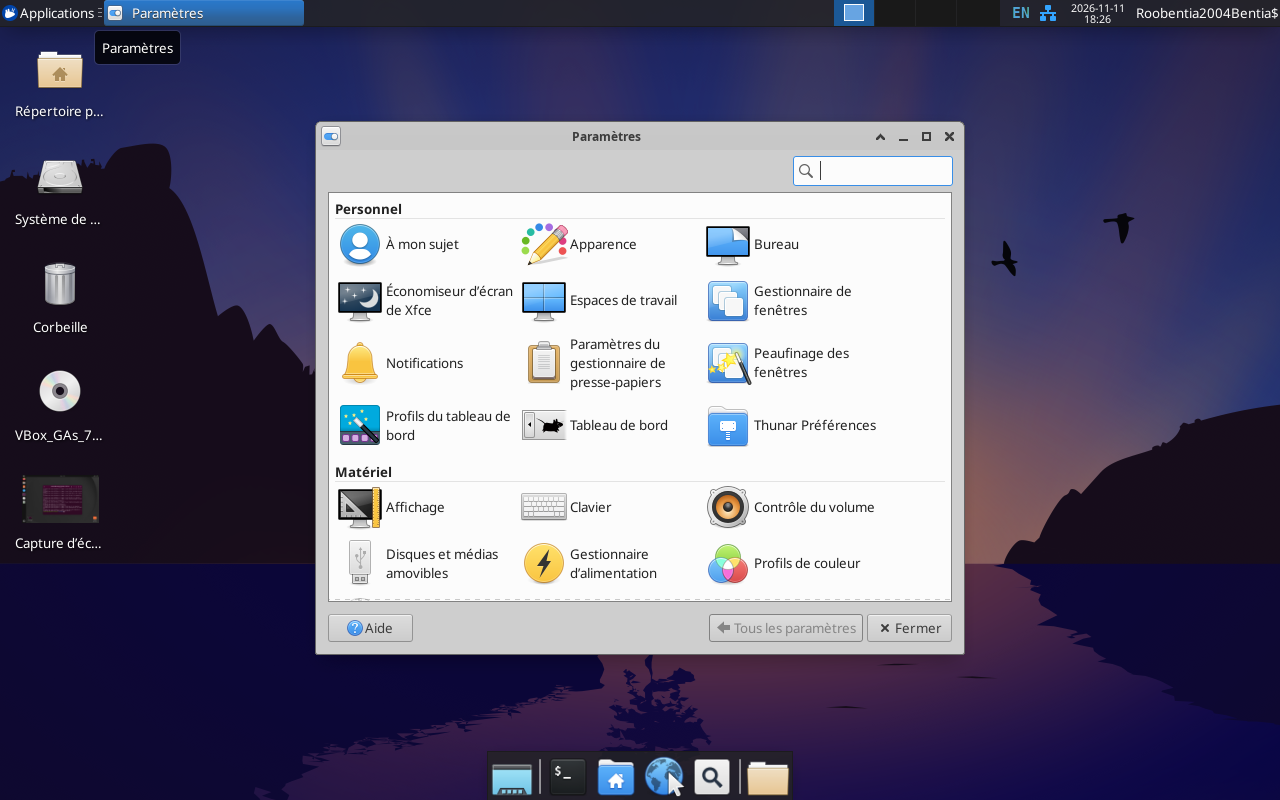 Applications
Paramètres
EN
2026-11-11
18:26
Roobentia2004Bentia$
Paramètres
Répertoire p...
Système de ...
Corbeille
VBox_GAs_7...
Capture d'éc...
Paramètres
Personnel
À mon sujet
Apparence
Bureau
Économiseur d'écran
de Xfce
Espaces de travail
Gestionnaire de
fenêtres
Notifications
Paramètres du
gestionnaire de
presse-papiers
Peaufinage des
fenêtres
Profils du tableau de
bord
Tableau de bord
Thunar Préférences
Matériel
Affichage
Clavier
Contrôle du volume
Disques et médias
amovibles
Gestionnaire
d'alimentation
Profils de couleur
Aide
Tous les paramètres
Fermer
$_